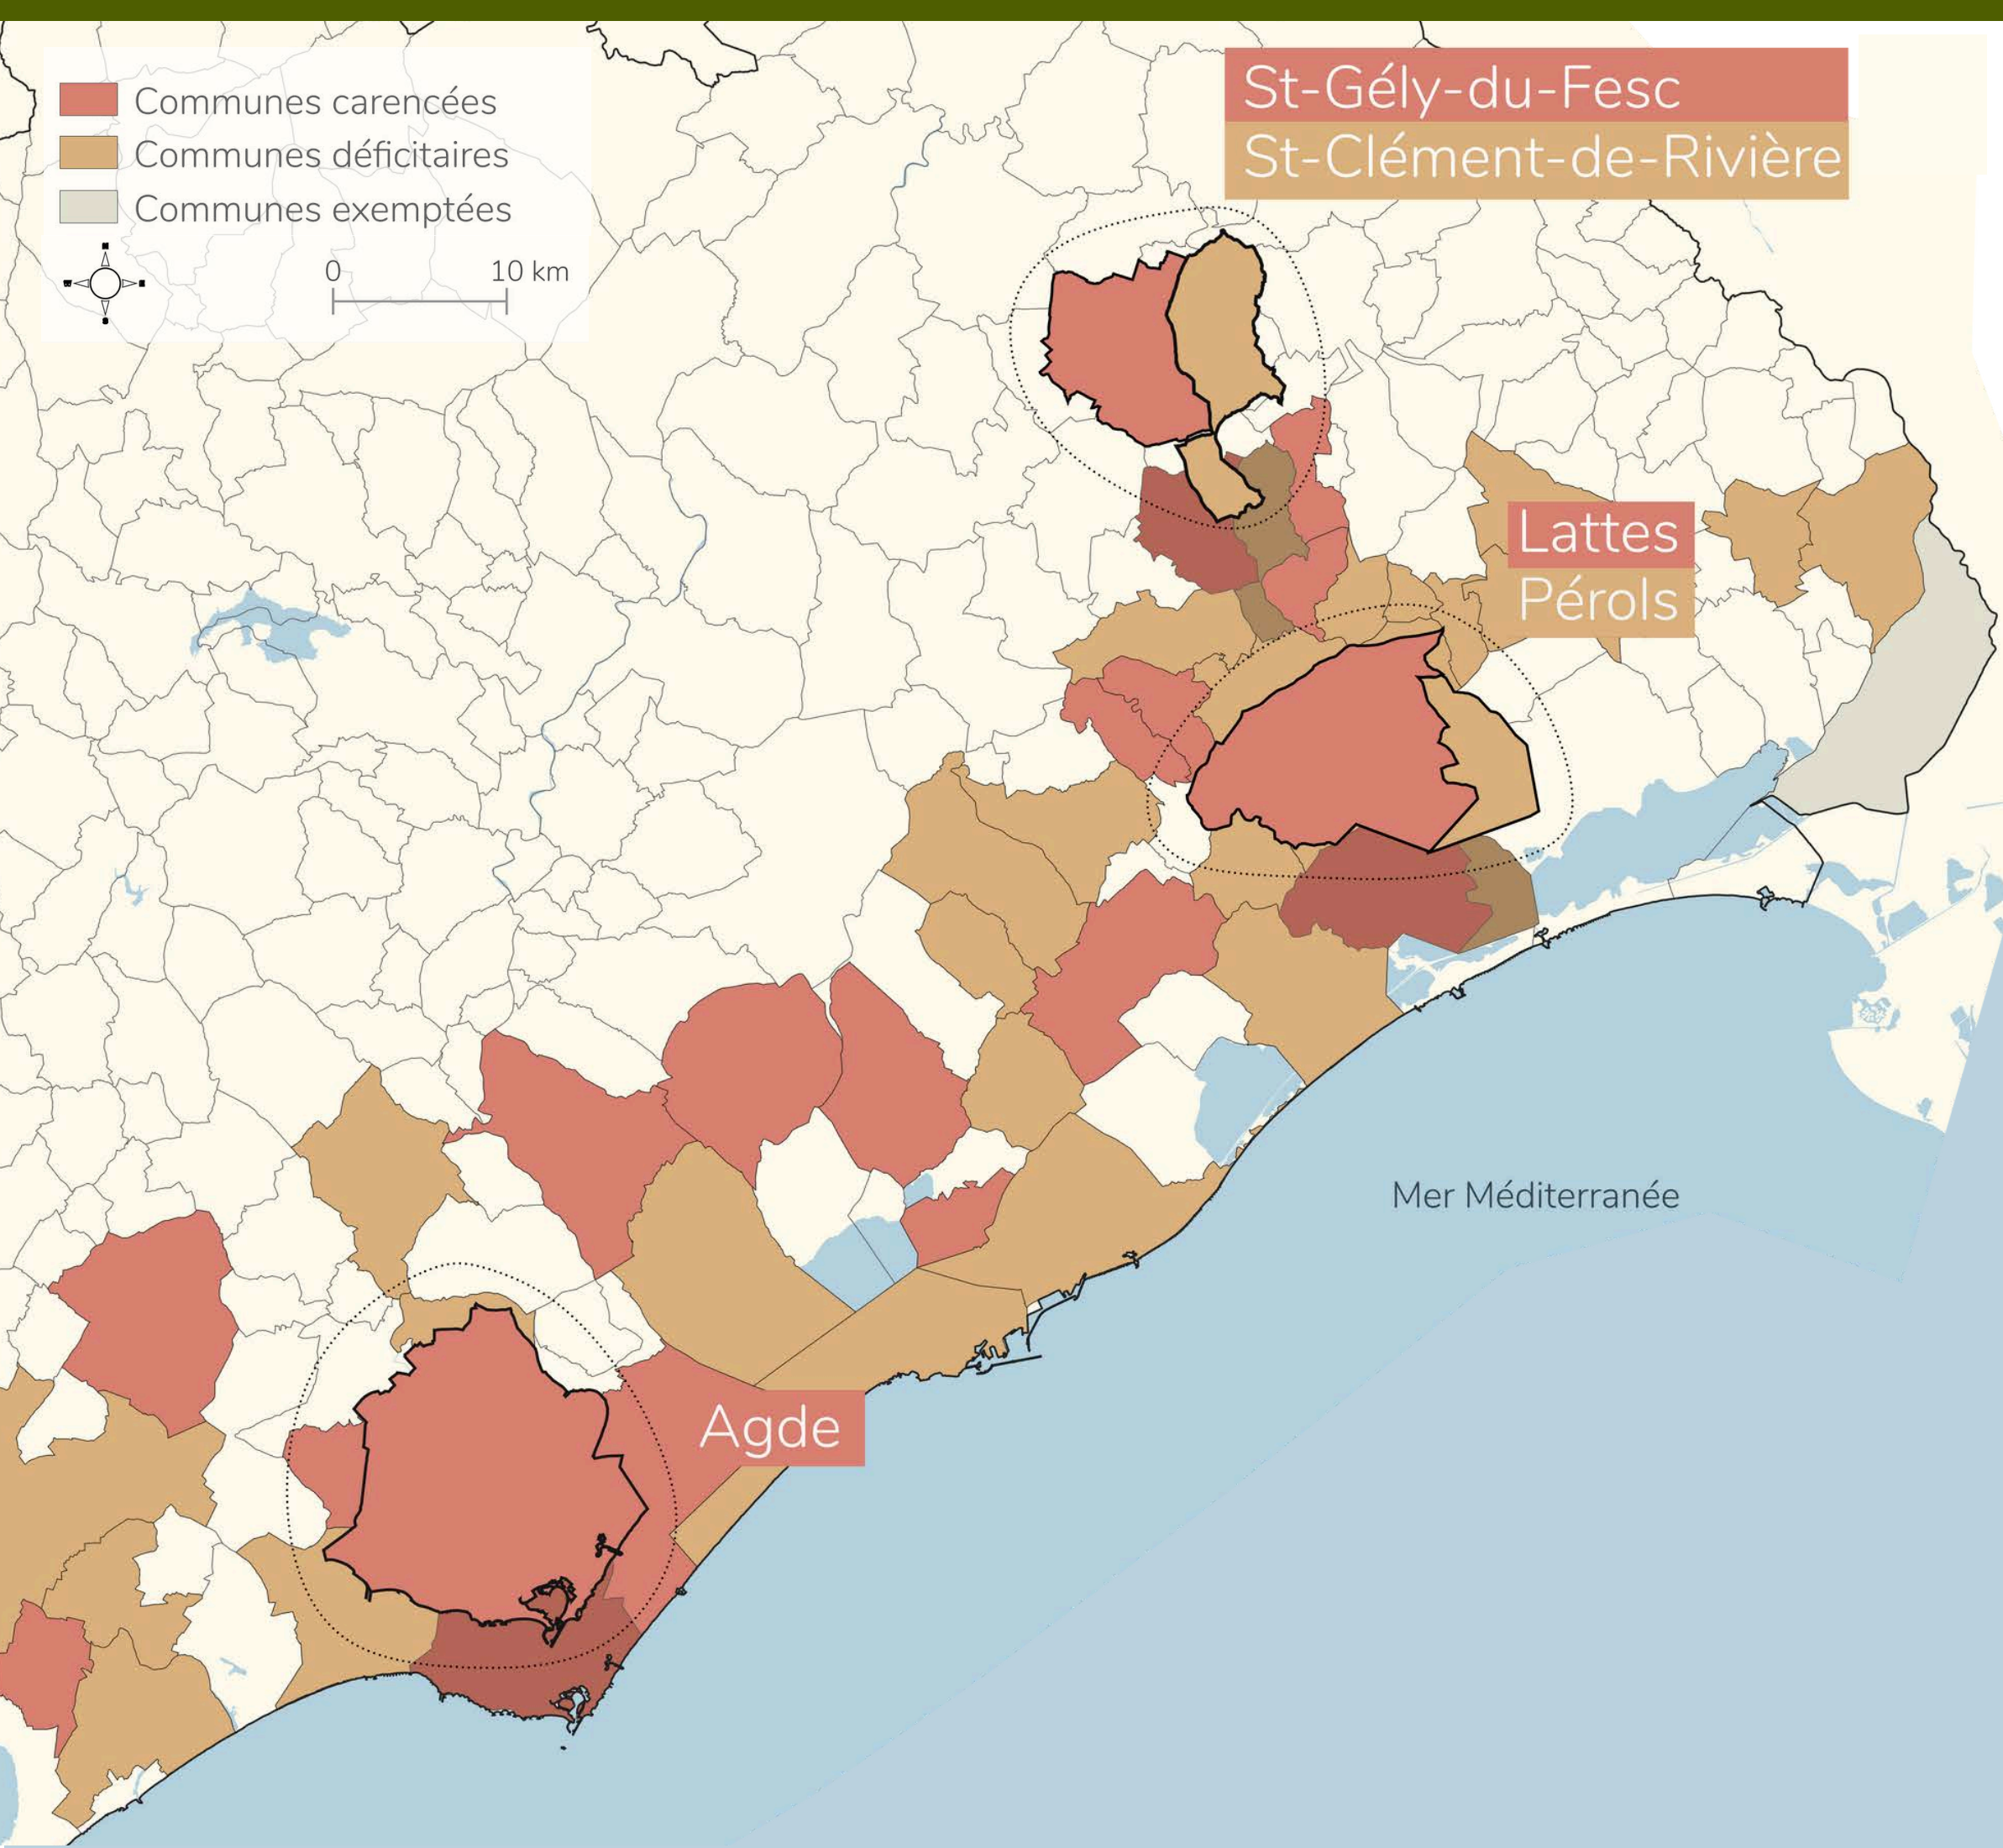 Communes carencées
Communes déficitaires
Communes exemptées
0 10 km
St-Gély-du-Fesc
St-Clément-de-Rivière
Lattes
Pérols
Mer Méditerranée
Agde